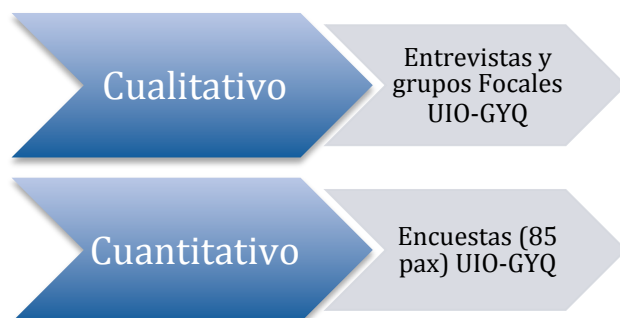 Cualitativo
Entrevistas y
grupos Focales
UIO-GYQ
Cuantitativo
Encuestas (85
pax) UIO-GYQ